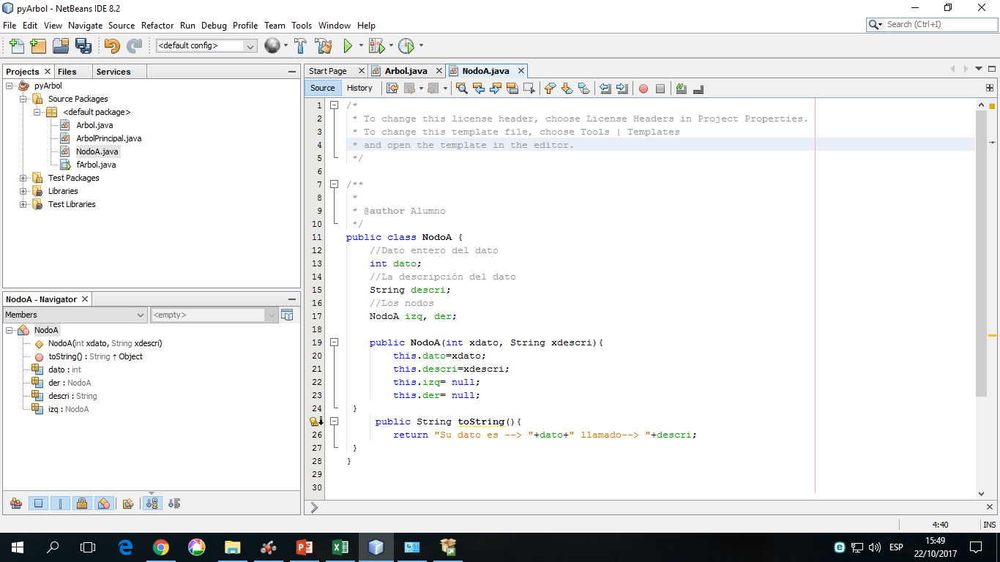 pyArbol - NetBeans IDE 8.2
File Edit View Navigate Source Refactor Run Debug Profile Team Tools Window Help
Search (Ctrl+I)
<default config>
Projects Files Services
pyArbol
Source Packages
<default package>
Arbol.java
ArbolPrincipal.java
NodoA.java
fArbol.java
Test Packages
Libraries
Test Libraries
NodoA - Navigator
Members
<empty>
NodoA
NodoA(int xdato, String xdescri)
toString() : String ↑ Object
dato : int
der : NodoA
descri : String
izq : NodoA
Start Page Arbol.java NodoA.java
Source History
1 /*
2 * To change this license header, choose License Headers in Project Properties.
3 * To change this template file, choose Tools | Templates
4 * and open the template in the editor.
5 */
6
7 /**
8 *
9 * @author Alumno
10 */
11 public class NodoA {
12 //Dato entero del dato
13 int dato;
14 //La descripción del dato
15 String descri;
16 //Los nodos
17 NodoA izq, der;
18
19 public NodoA(int xdato, String xdescri){
20 this.dato=xdato;
21 this.descri=xdescri;
22 this.izq= null;
23 this.der= null;
24 }
public String toString(){
26 return "Su dato es --> "+dato+" llamado--> "+descri;
27 }
28 }
29
30
4:40 INS
ESP
15:49
22/10/2017